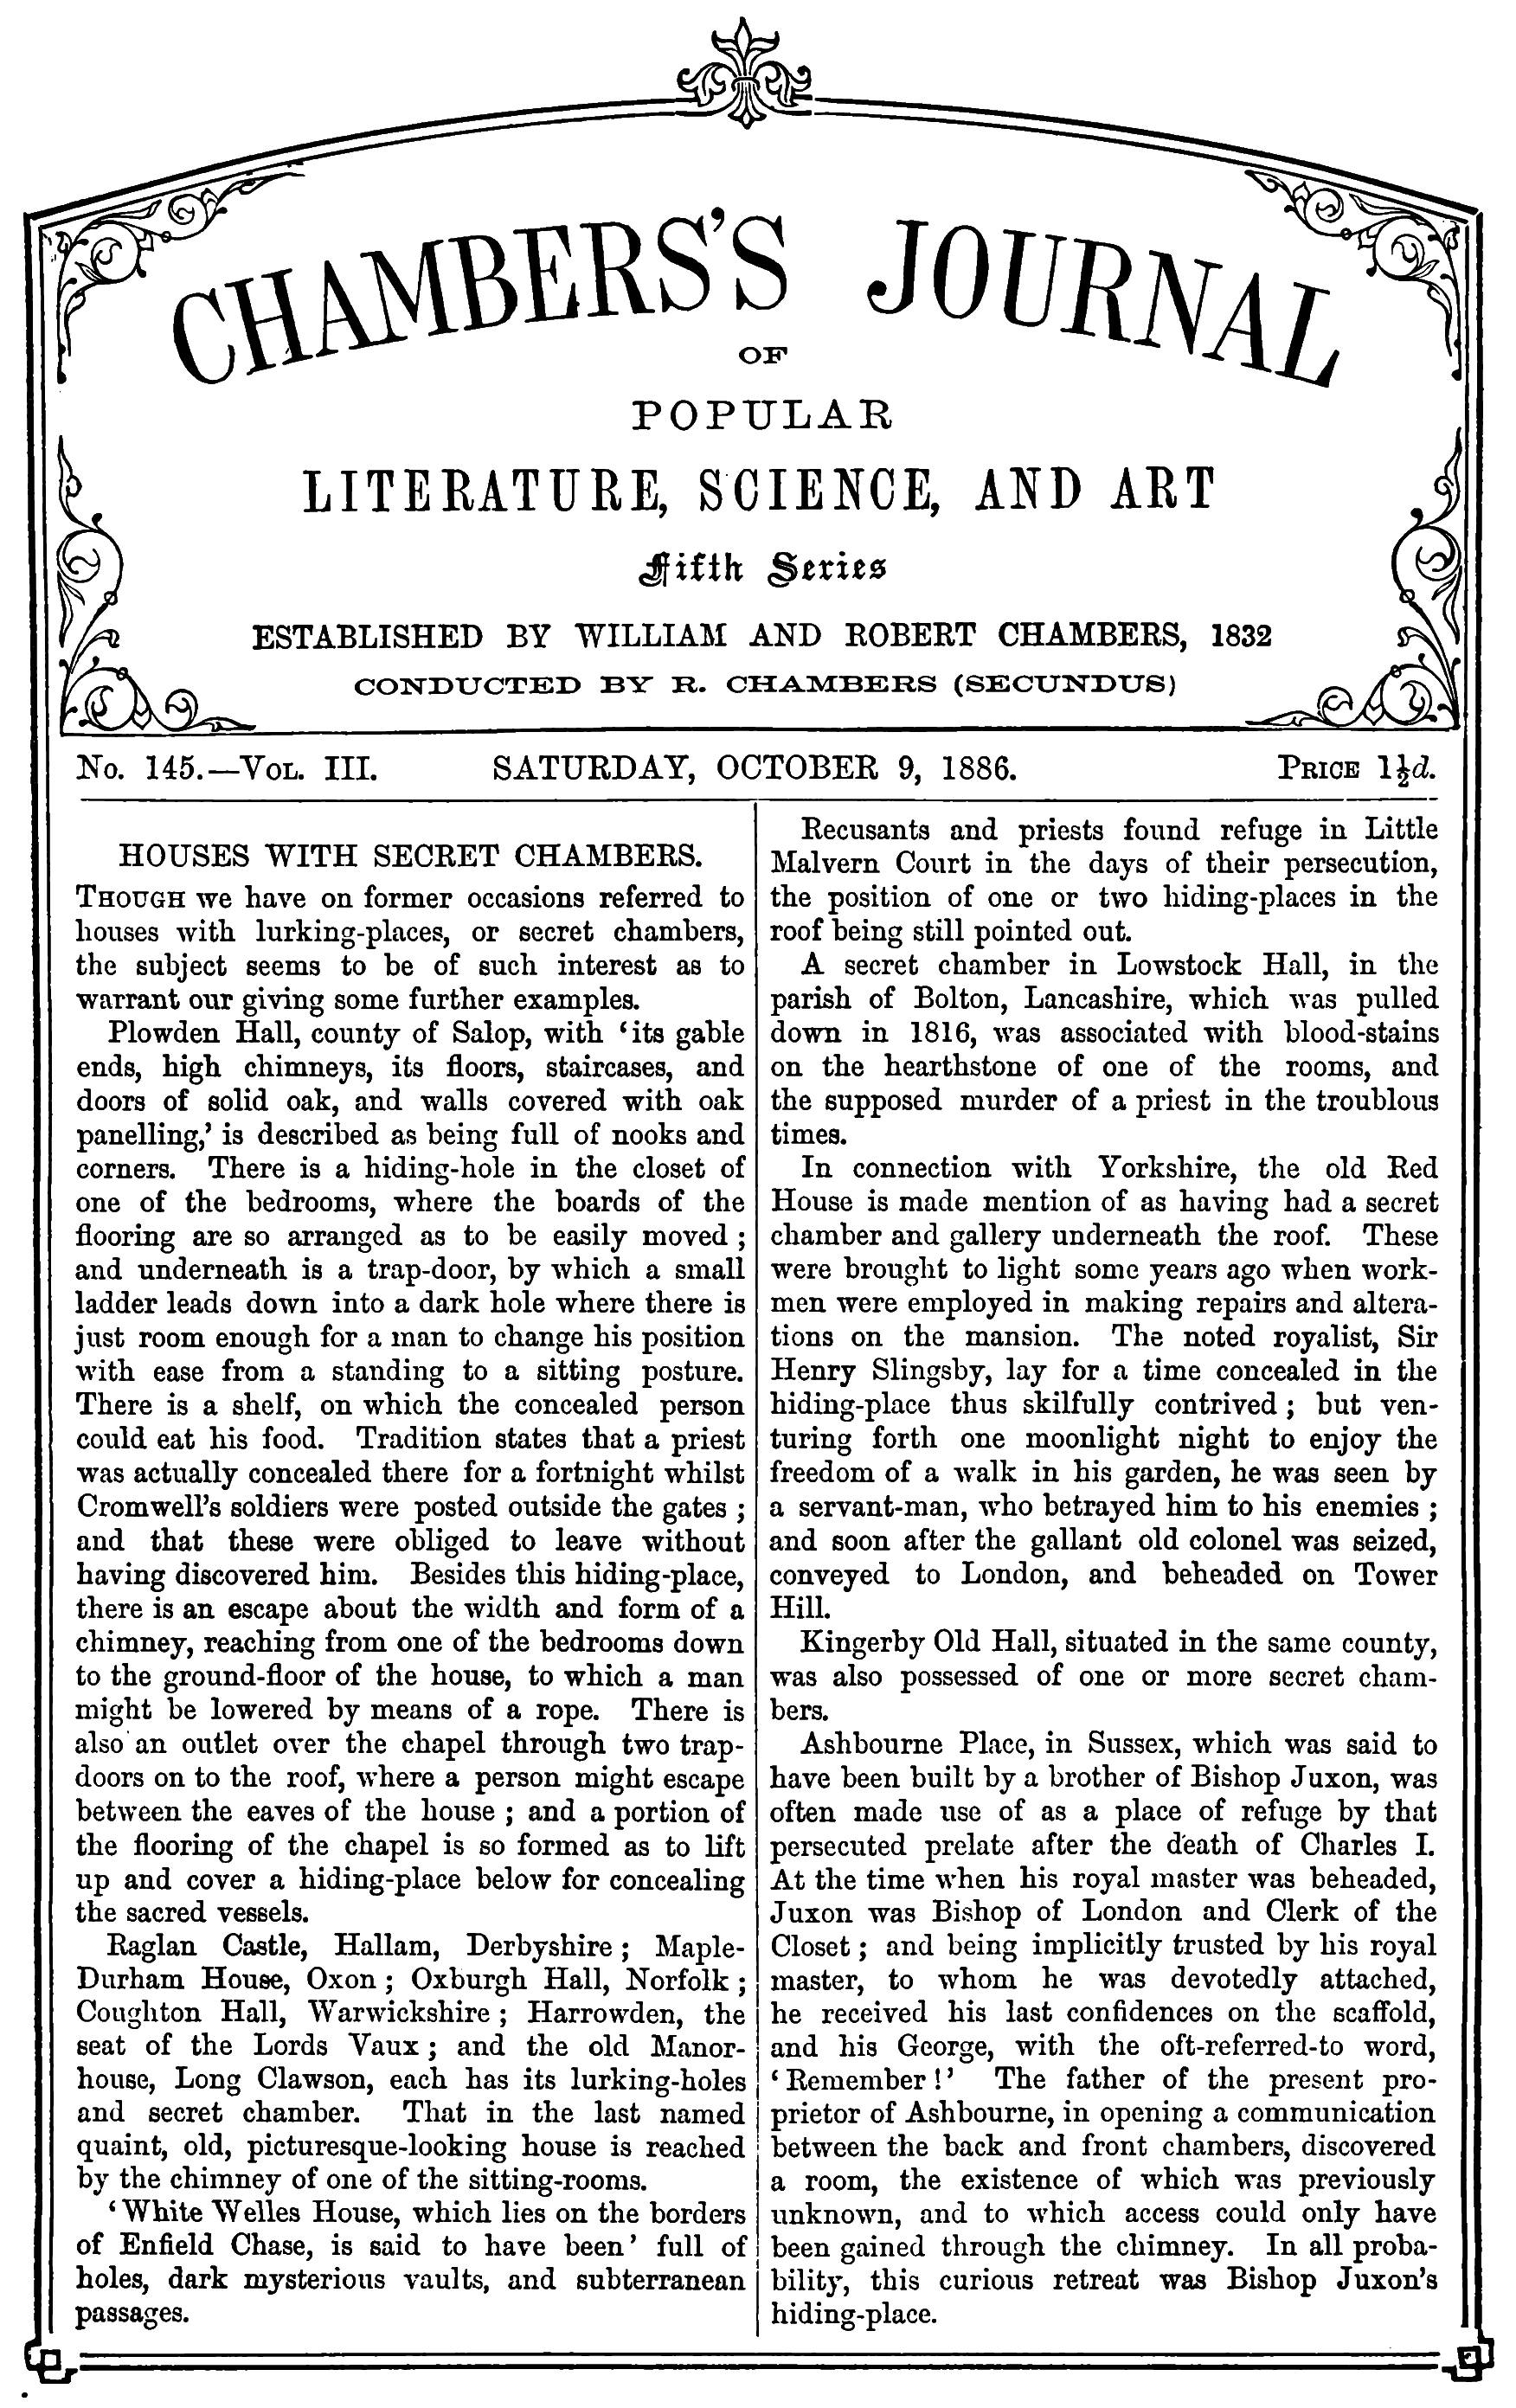 CHAMBERS'S JOURNAL
OF
POPULAR
LITERATURE, SCIENCE, AND ART
Fifth Series
ESTABLISHED BY WILLIAM AND ROBERT CHAMBERS, 1832
CONDUCTED BY R. CHAMBERS (SECUNDUS)
No. 145.—Vol. III. SATURDAY, OCTOBER 9, 1886. Price 1½d.
HOUSES WITH SECRET CHAMBERS.
Though we have on former occasions referred to
houses with lurking-places, or secret chambers,
the subject seems to be of such interest as to
warrant our giving some further examples.
Plowden Hall, county of Salop, with ‘its gable
ends, high chimneys, its floors, staircases, and
doors of solid oak, and walls covered with oak
panelling,’ is described as being full of nooks and
corners. There is a hiding-hole in the closet of
one of the bedrooms, where the boards of the
flooring are so arranged as to be easily moved;
and underneath is a trap-door, by which a small
ladder leads down into a dark hole where there is
just room enough for a man to change his position
with ease from a standing to a sitting posture.
There is a shelf, on which the concealed person
could eat his food. Tradition states that a priest
was actually concealed there for a fortnight whilst
Cromwell's soldiers were posted outside the gates;
and that these were obliged to leave without
having discovered him. Besides this hiding-place,
there is an escape about the width and form of a
chimney, reaching from one of the bedrooms down
to the ground-floor of the house, to which a man
might be lowered by means of a rope. There is
also an outlet over the chapel through two trap-
doors on to the roof, where a person might escape
between the eaves of the house; and a portion of
the flooring of the chapel is so formed as to lift
up and cover a hiding-place below for concealing
the sacred vessels.
Raglan Castle, Hallam, Derbyshire; Maple-
Durham House, Oxon; Oxburgh Hall, Norfolk;
Coughton Hall, Warwickshire; Harrowden, the
seat of the Lords Vaux; and the old Manor-
house, Long Clawson, each has its lurking-holes
and secret chamber. That in the last named
quaint, old, picturesque-looking house is reached
by the chimney of one of the sitting-rooms.
‘White Welles House, which lies on the borders
of Enfield Chase, is said to have been’ full of
holes, dark mysterious vaults, and subterranean
passages.
Recusants and priests found refuge in Little
Malvern Court in the days of their persecution,
the position of one or two hiding-places in the
roof being still pointed out.
A secret chamber in Lowstock Hall, in the
parish of Bolton, Lancashire, which was pulled
down in 1816, was associated with blood-stains
on the hearthstone of one of the rooms, and
the supposed murder of a priest in the troublous
times.
In connection with Yorkshire, the old Red
House is made mention of as having had a secret
chamber and gallery underneath the roof. These
were brought to light some years ago when work-
men were employed in making repairs and altera-
tions on the mansion. The noted royalist, Sir
Henry Slingsby, lay for a time concealed in the
hiding-place thus skilfully contrived; but ven-
turing forth one moonlight night to enjoy the
freedom of a walk in his garden, he was seen by
a servant-man, who betrayed him to his enemies;
and soon after the gallant old colonel was seized,
conveyed to London, and beheaded on Tower
Hill.
Kingerby Old Hall, situated in the same county,
was also possessed of one or more secret cham-
bers.
Ashbourne Place, in Sussex, which was said to
have been built by a brother of Bishop Juxon, was
often made use of as a place of refuge by that
persecuted prelate after the death of Charles I.
At the time when his royal master was beheaded,
Juxon was Bishop of London and Clerk of the
Closet; and being implicitly trusted by his royal
master, to whom he was devotedly attached,
he received his last confidences on the scaffold,
and his George, with the oft-referred-to word,
‘Remember!’ The father of the present pro-
prietor of Ashbourne, in opening a communication
between the back and front chambers, discovered
a room, the existence of which was previously
unknown, and to which access could only have
been gained through the chimney. In all proba-
bility, this curious retreat was Bishop Juxon's
hiding-place.